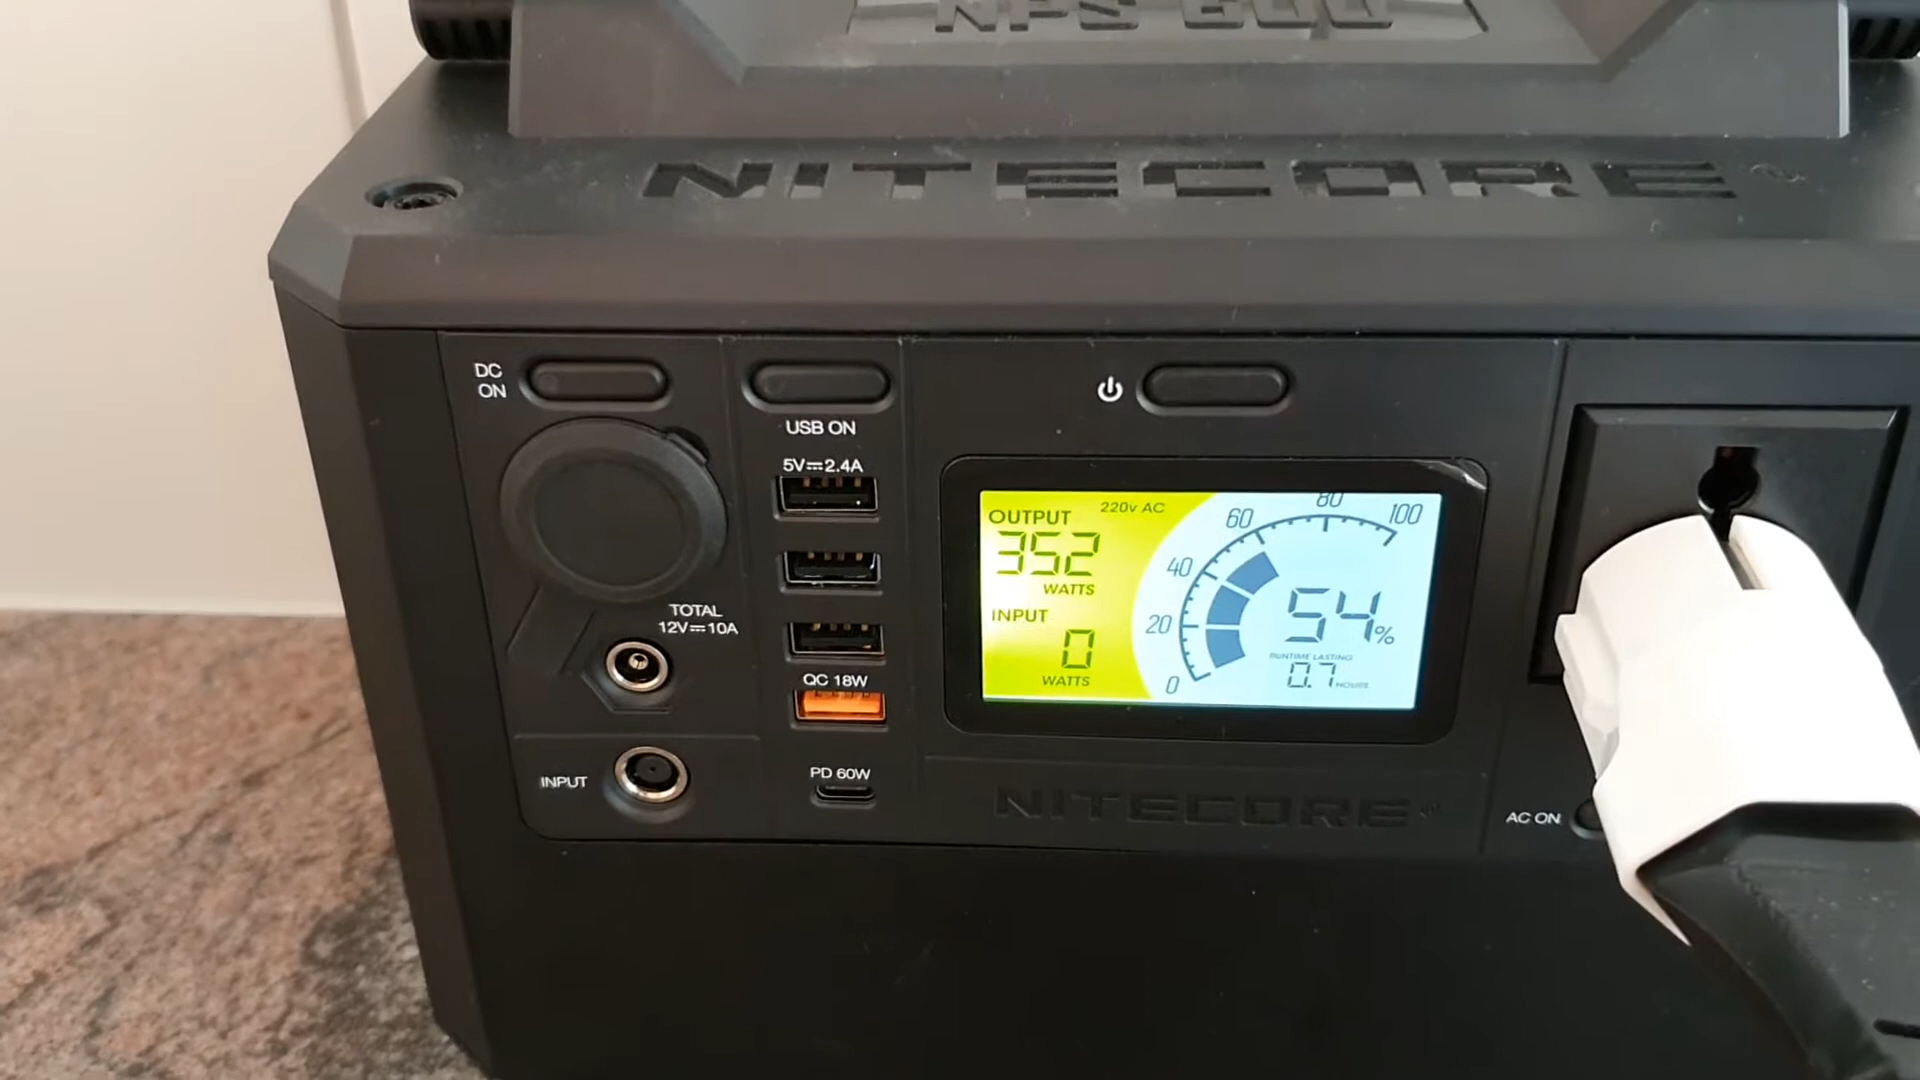 NPS 600
NITECORE
DC
ON
USB ON
5V⎓2.4A
TOTAL
12V⎓10A
QC 18W
INPUT
PD 60W
OUTPUT
220v AC
352
WATTS
INPUT
0
WATTS
0
20
40
60
80
100
54%
RUNTIME LASTING
0.7 HOURS
NITECORE
AC ON